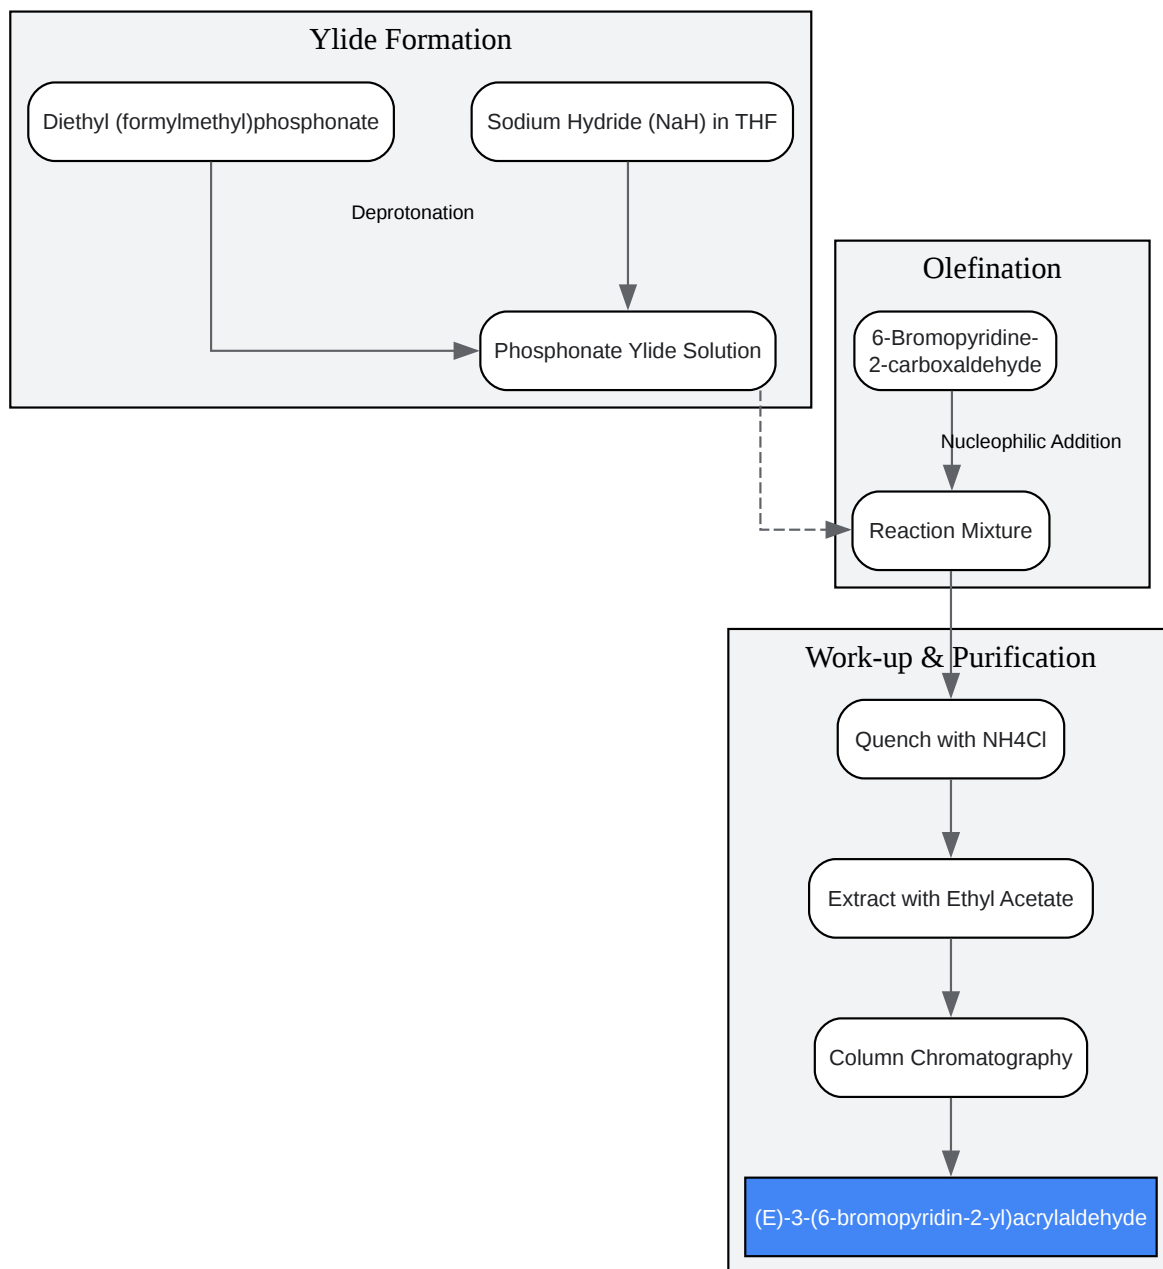 Ylide Formation
Diethyl (formylmethyl)phosphonate
Sodium Hydride (NaH) in THF
Deprotonation
Phosphonate Ylide Solution
Olefination
6-Bromopyridine-
2-carboxaldehyde
Nucleophilic Addition
Reaction Mixture
Work-up & Purification
Quench with NH4Cl
Extract with Ethyl Acetate
Column Chromatography
(E)-3-(6-bromopyridin-2-yl)acrylaldehyde